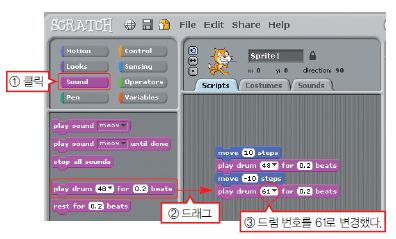 SCRATCH File Edit Share Help
Motion Control
Looks Sensing
Sound Operators
Pen Variables
① 클릭
Sprite1
x: 0 y: 0 direction: 90
Scripts Costumes Sounds
play sound meow
play sound meow until done
stop all sounds
play drum 48 for 0.2 beats
rest for 0.2 beats
② 드래그
move 10 steps
play drum 48 for 0.2 beats
move -10 steps
play drum 61 for 0.2 beats
③ 드럼 번호를 61로 변경했다.